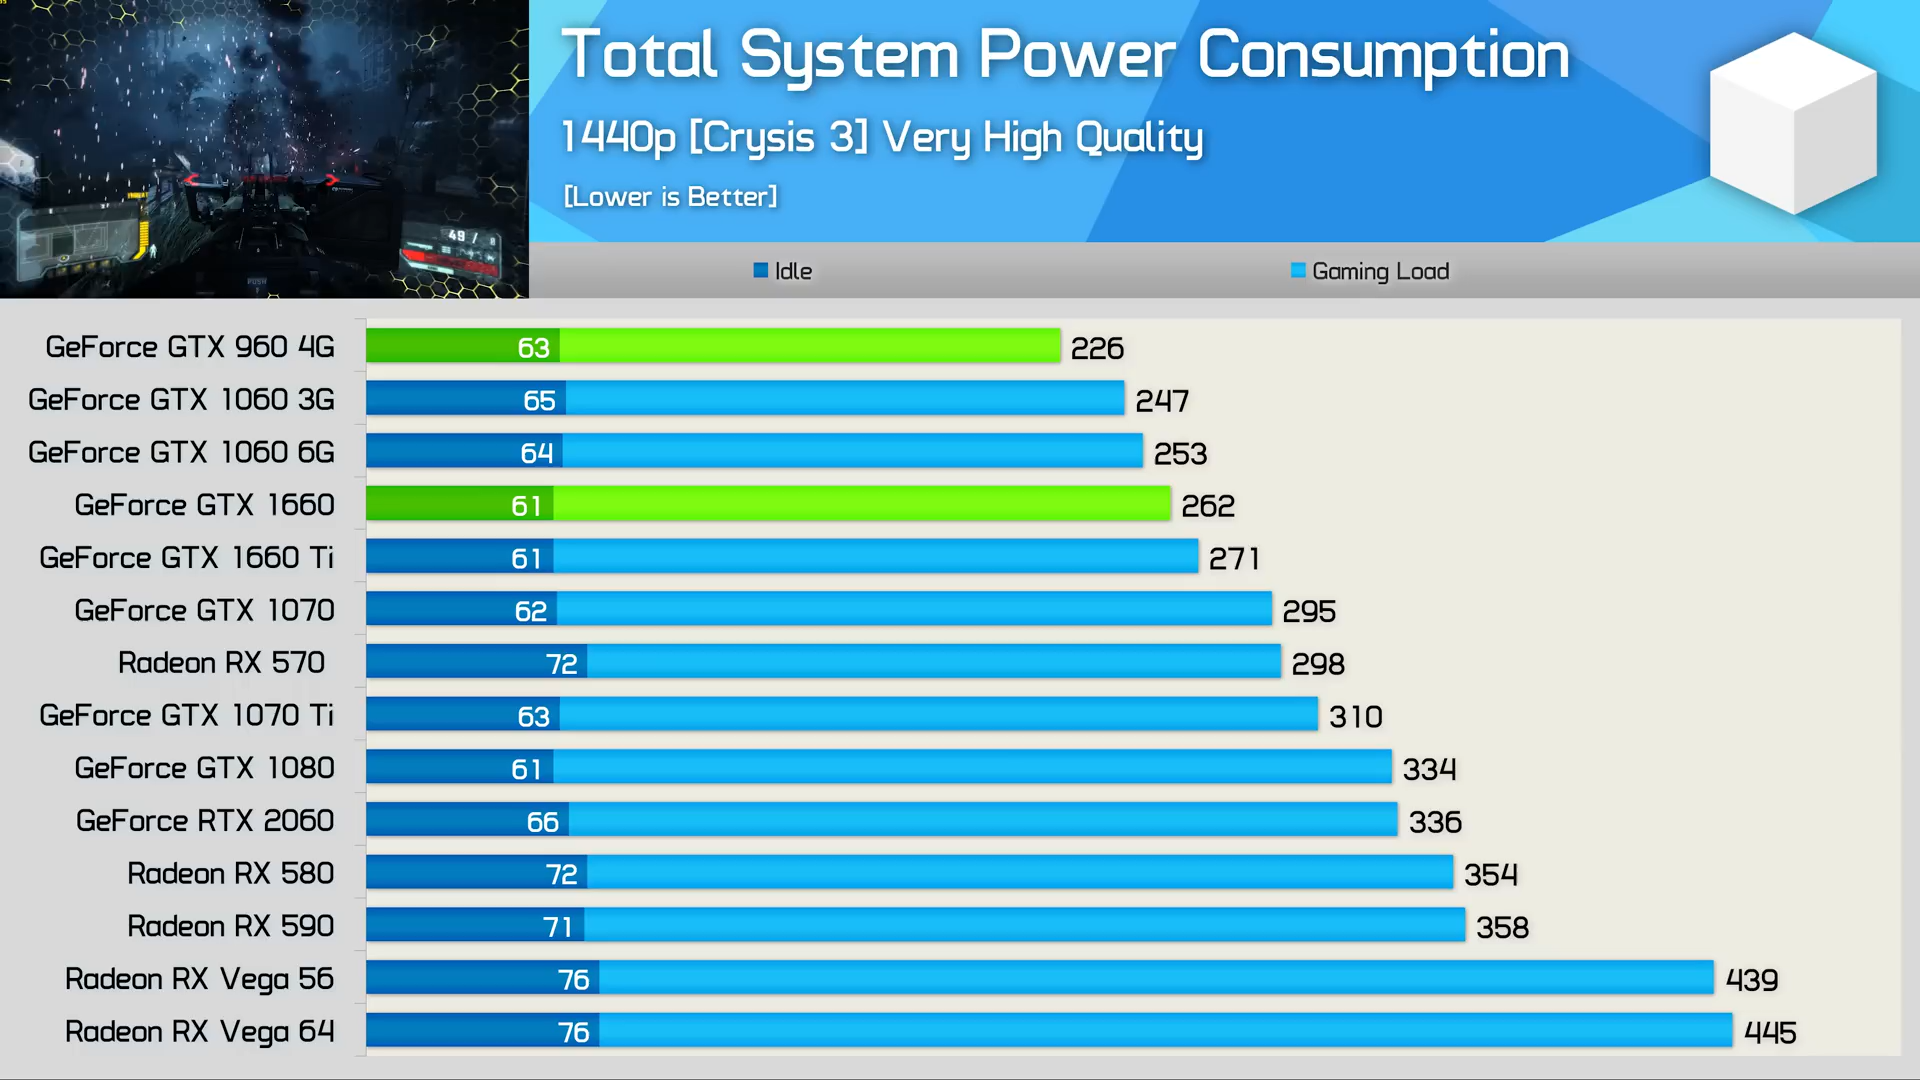 Total System Power Consumption
1440p [Crysis 3] Very High Quality
[Lower is Better]
49 / 8
PUSH
Idle
Gaming Load
GeForce GTX 960 4G 63 226
GeForce GTX 1060 3G 65 247
GeForce GTX 1060 6G 64 253
GeForce GTX 1660 61 262
GeForce GTX 1660 Ti 61 271
GeForce GTX 1070 62 295
Radeon RX 570 72 298
GeForce GTX 1070 Ti 63 310
GeForce GTX 1080 61 334
GeForce RTX 2060 66 336
Radeon RX 580 72 354
Radeon RX 590 71 358
Radeon RX Vega 56 76 439
Radeon RX Vega 64 76 445